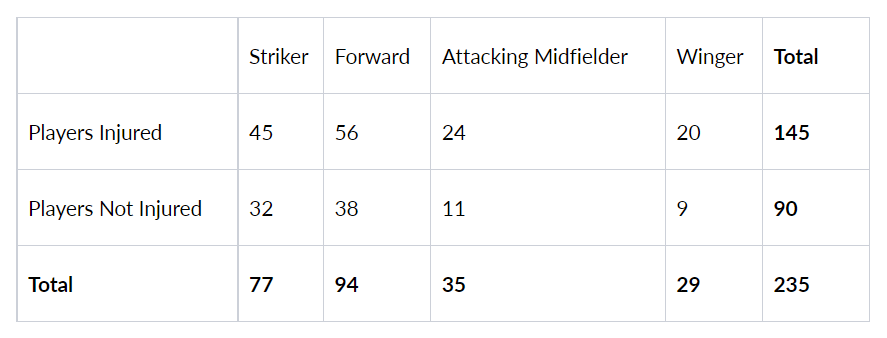 Striker Forward Attacking Midfielder Winger Total
Players Injured 45 56 24 20 145
Players Not Injured 32 38 11 9 90
Total 77 94 35 29 235